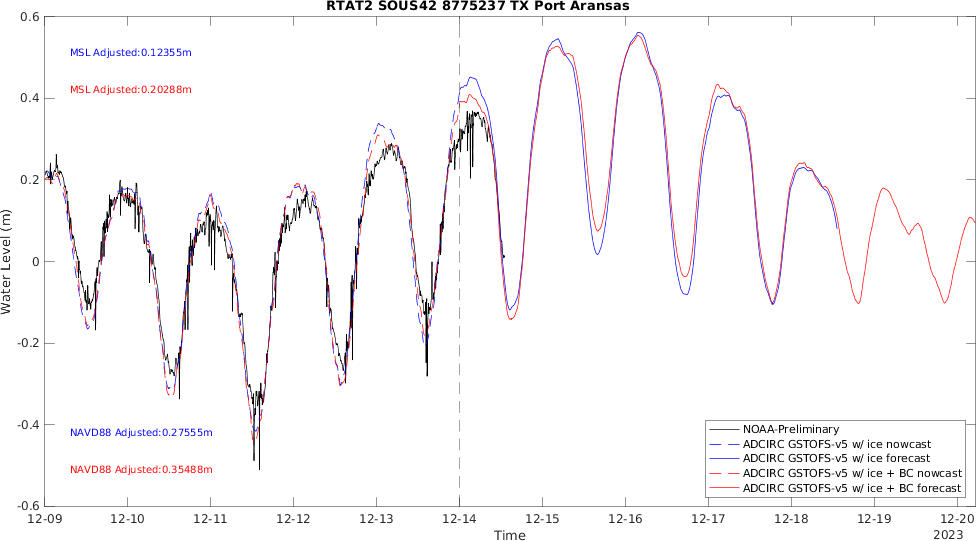 RTAT2 SOUS42 8775237 TX Port Aransas
0.6
0.4
0.2
0
-0.2
-0.4
-0.6
Water Level (m)
MSL Adjusted:0.12355m
MSL Adjusted:0.20288m
NAVD88 Adjusted:0.27555m
NAVD88 Adjusted:0.35488m
NOAA-Preliminary
ADCIRC GSTOFS-v5 w/ ice nowcast
ADCIRC GSTOFS-v5 w/ ice forecast
ADCIRC GSTOFS-v5 w/ ice + BC nowcast
ADCIRC GSTOFS-v5 w/ ice + BC forecast
12-09 12-10 12-11 12-12 12-13 12-14 12-15 12-16 12-17 12-18 12-19 12-20
Time
2023